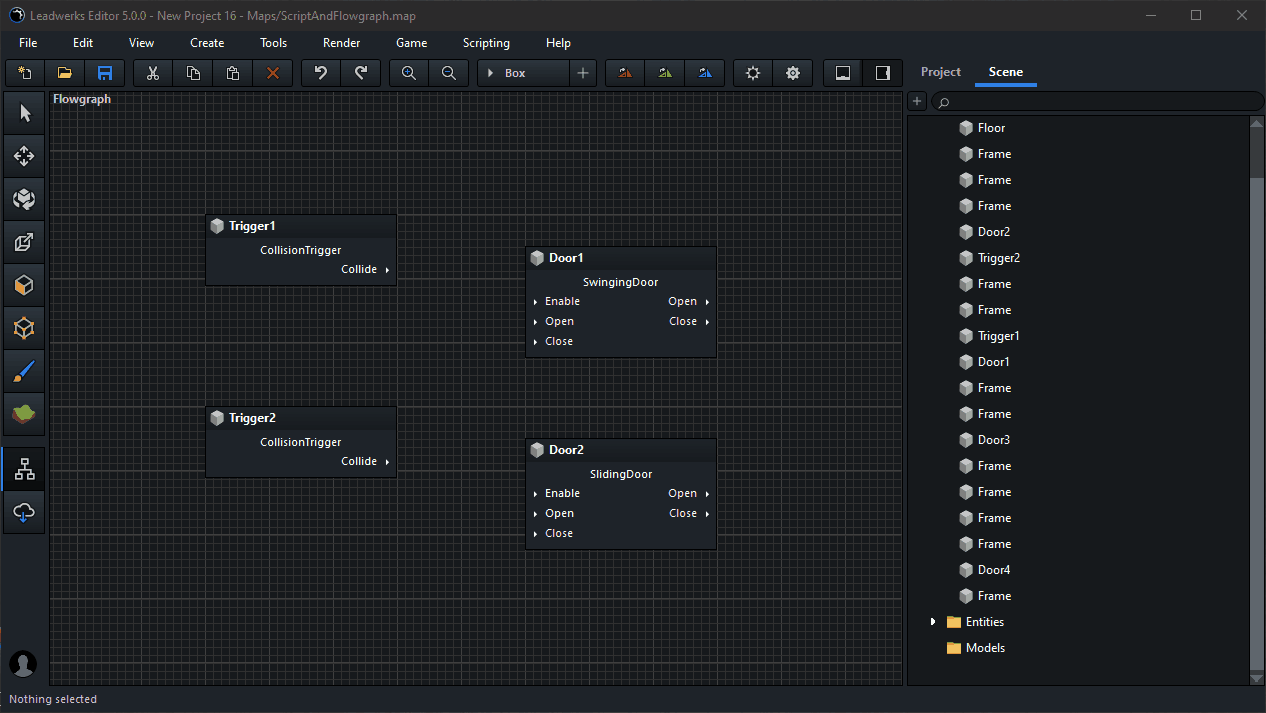 Leadwerks Editor 5.0.0 - New Project 16 - Maps/ScriptAndFlowgraph.map
File Edit View Create Tools Render Game Scripting Help
Box
Project Scene
Flowgraph
Trigger1
CollisionTrigger
Collide
Door1
SwingingDoor
Enable Open
Open Close
Close
Trigger2
CollisionTrigger
Collide
Door2
SlidingDoor
Enable Open
Open Close
Close
Floor
Frame
Frame
Frame
Door2
Trigger2
Frame
Frame
Trigger1
Door1
Frame
Frame
Door3
Frame
Frame
Frame
Frame
Door4
Frame
Entities
Models
Nothing selected